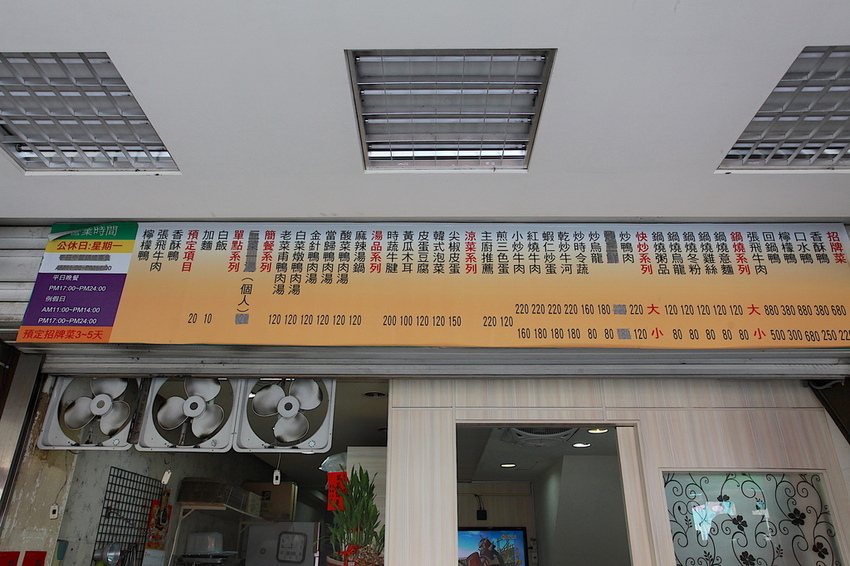 招牌菜
香酥鴨
口水鴨
檸檬鴨
回鍋鴨
張飛牛肉
鍋燒系列
鍋燒意麵
鍋燒雞絲
鍋燒冬粉
鍋燒烏龍
鍋燒粥品
快炒系列
炒鴨肉
炒烏龍
炒時令蔬
乾炒牛河
蝦仁炒蛋
紅燒牛肉
小炒牛肉
煎三色蛋
主廚推薦
涼菜系列
尖椒皮蛋
韓式泡菜
皮蛋豆腐
黃瓜木耳
時蔬牛腱
湯品系列
麻辣湯鍋
酸菜鴨肉湯
當歸鴨肉湯
金針鴨肉湯
白菜燉鴨肉湯
老菜甫鴨肉湯
簡餐系列
(個人)
單點系列
白飯
加麵
預定項目
香酥鴨
張飛牛肉
檸檬鴨
680 380 880 880 880 大 120 120 120 120 120 大 220 180 160 220 220 220 220
220 250 680 300 500 小 80 80 80 80 80 小 120 80 80 180 180 180 160
120 220 150 120 120 100 200 120 120 120 120 120 120 10 20
營業時間
公休日:星期一
平日晚餐
PM17:00~PM24:00
例假日
AM11:00~PM14:00
PM17:00~PM24:00
預定招牌菜3~5天